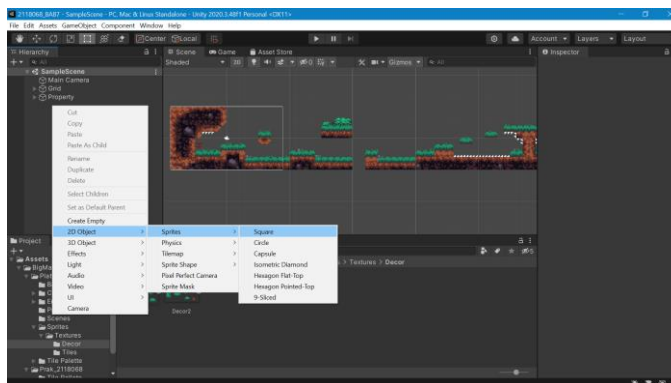 2118068_BAB7 - SampleScene - PC, Mac & Linux Standalone - Unity 2020.3.48f1 Personal <DX11>
File Edit Assets GameObject Component Window Help
Center Local
Account Layers Layout
Hierarchy
Scene Game Asset Store
Inspector
All
Shaded 2D Gizmos All
SampleScene
Main Camera
Grid
Property
Cut
Copy
Paste
Paste As Child
Rename
Duplicate
Delete
Select Children
Set as Default Parent
Create Empty
2D Object
3D Object
Effects
Light
Audio
Video
UI
Camera
Sprites
Physics
Tilemap
Sprite Shape
Pixel Perfect Camera
Sprite Mask
Square
Circle
Capsule
Isometric Diamond
Hexagon Flat-Top
Hexagon Pointed-Top
9-Sliced
Project
Assets
Scenes
Sprites
Textures
Decor
Tiles
Tile Palette
Prak_2118068
Textures > Decor
Decor2